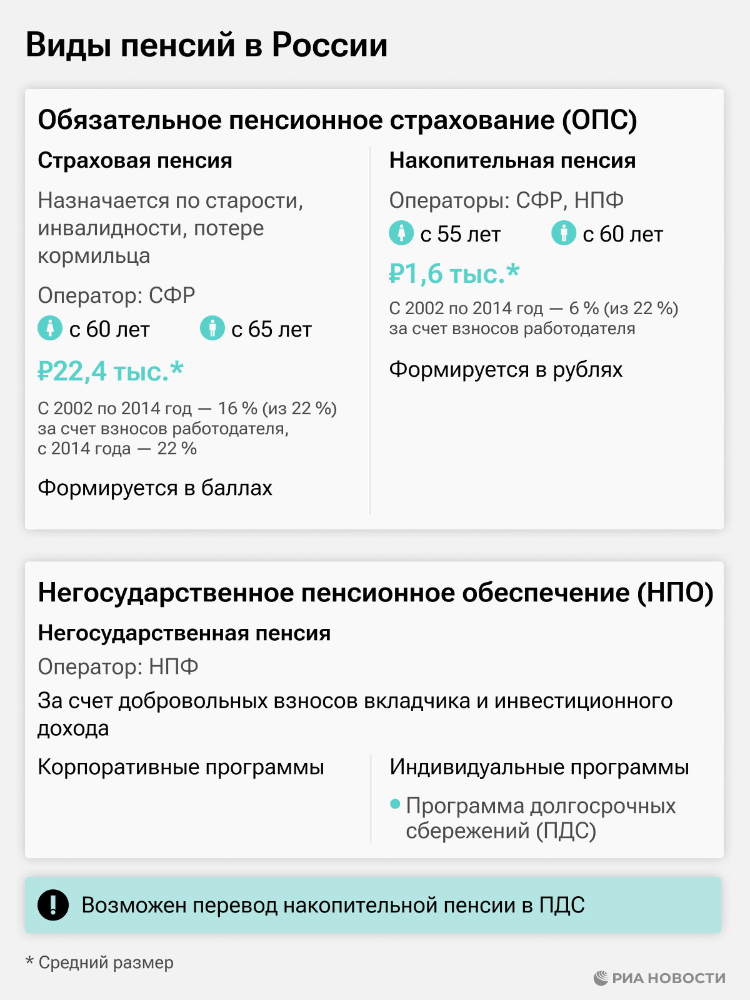 Виды пенсий в России
Обязательное пенсионное страхование (ОПС)
Страховая пенсия
Назначается по старости,
инвалидности, потере
кормильца
Оператор: СФР
с 60 лет
с 65 лет
₽22,4 тыс.*
С 2002 по 2014 год — 16 % (из 22 %)
за счет взносов работодателя,
с 2014 года — 22 %
Формируется в баллах
Накопительная пенсия
Операторы: СФР, НПФ
с 55 лет
с 60 лет
₽1,6 тыс.*
С 2002 по 2014 год — 6 % (из 22 %)
за счет взносов работодателя
Формируется в рублях
Негосударственное пенсионное обеспечение (НПО)
Негосударственная пенсия
Оператор: НПФ
За счет добровольных взносов вкладчика и инвестиционного
дохода
Корпоративные программы
Индивидуальные программы
• Программа долгосрочных
сбережений (ПДС)
! Возможен перевод накопительной пенсии в ПДС
* Средний размер
РИА НОВОСТИ